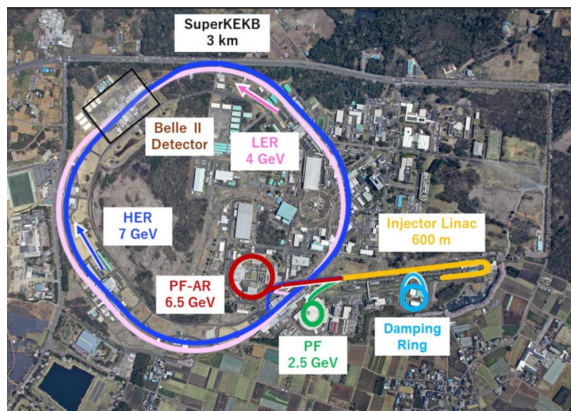 SuperKEKB
3 km
Belle II
Detector
LER
4 GeV
HER
7 GeV
Injector Linac
600 m
PF-AR
6.5 GeV
PF
2.5 GeV
Damping
Ring